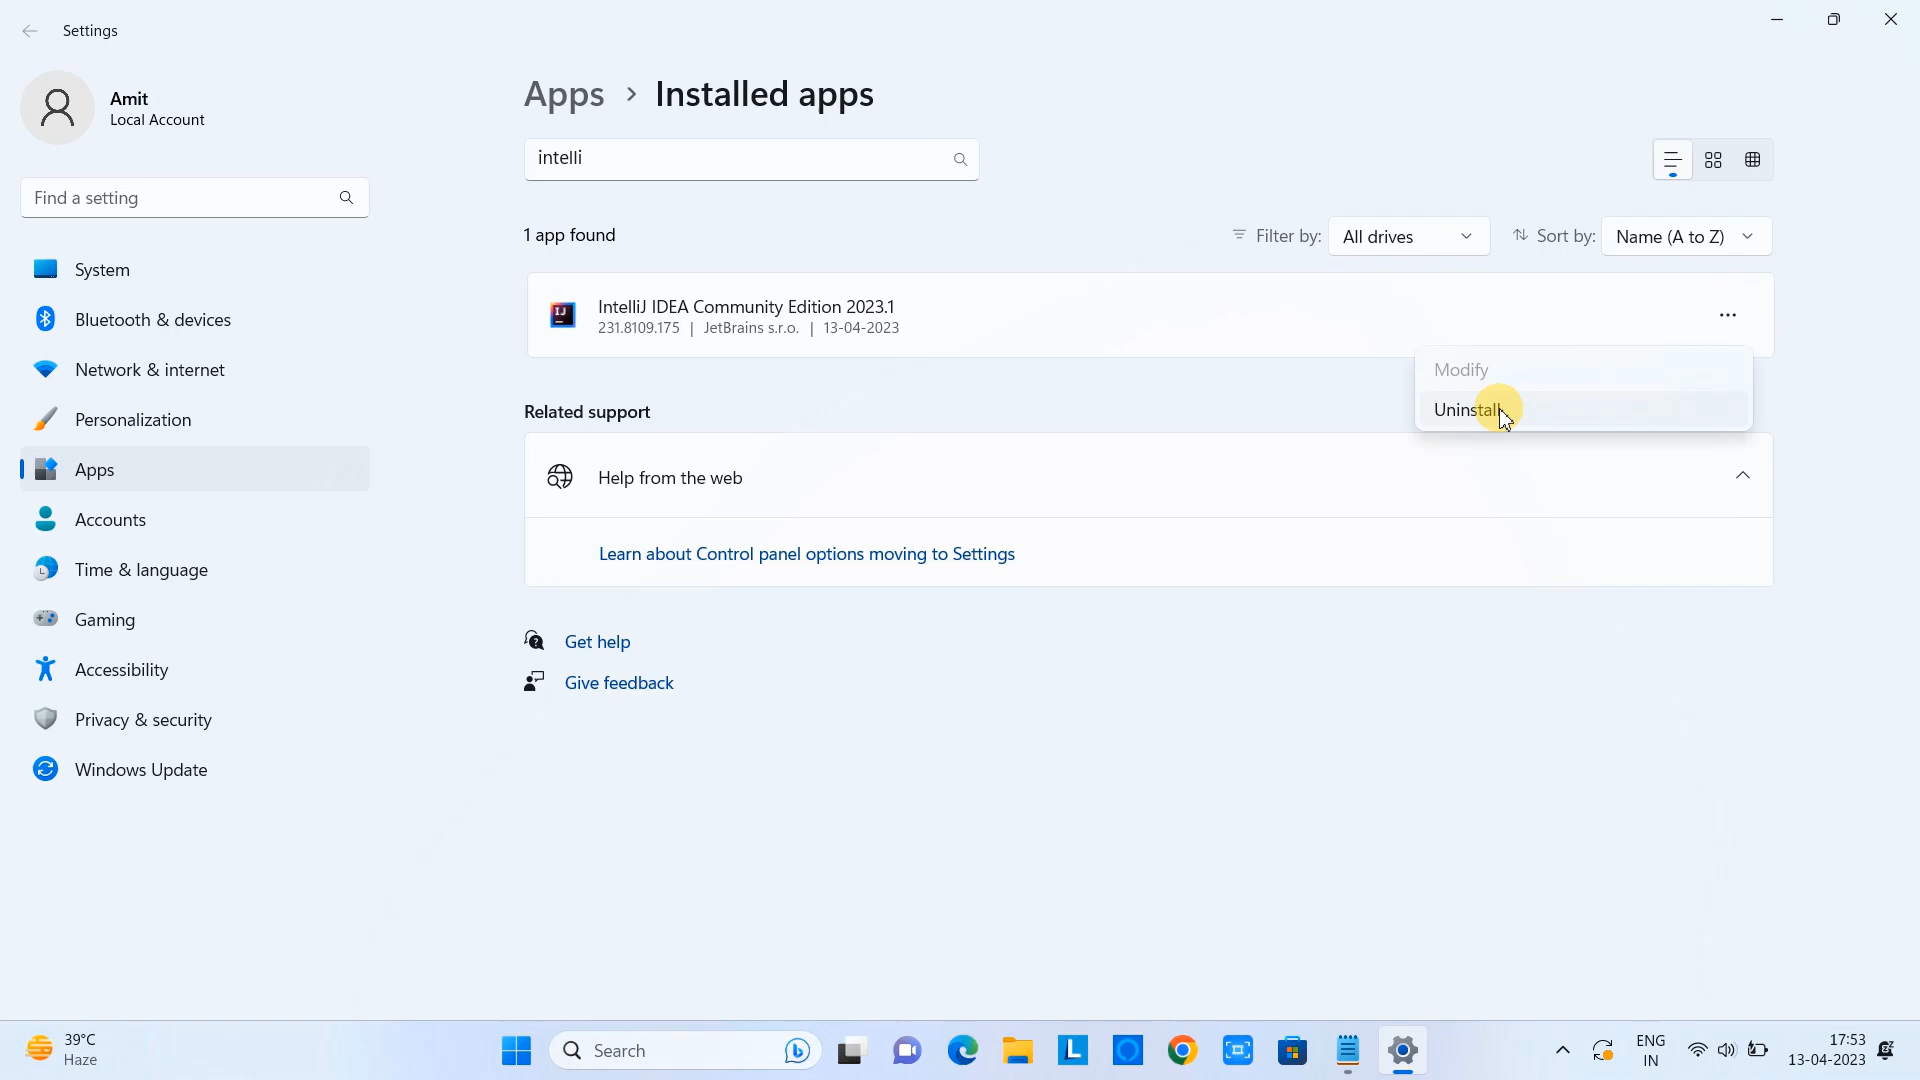 Settings
Amit
Local Account
Find a setting
System
Bluetooth & devices
Network & internet
Personalization
Apps
Accounts
Time & language
Gaming
Accessibility
Privacy & security
Windows Update
Apps > Installed apps
intelli
1 app found
Filter by: All drives
Sort by: Name (A to Z)
IJ
IntelliJ IDEA Community Edition 2023.1
231.8109.175 | JetBrains s.r.o. | 13-04-2023
Modify
Uninstall
Related support
Help from the web
Learn about Control panel options moving to Settings
Get help
Give feedback
39°C
Haze
Search
L
ENG
IN
17:53
13-04-2023